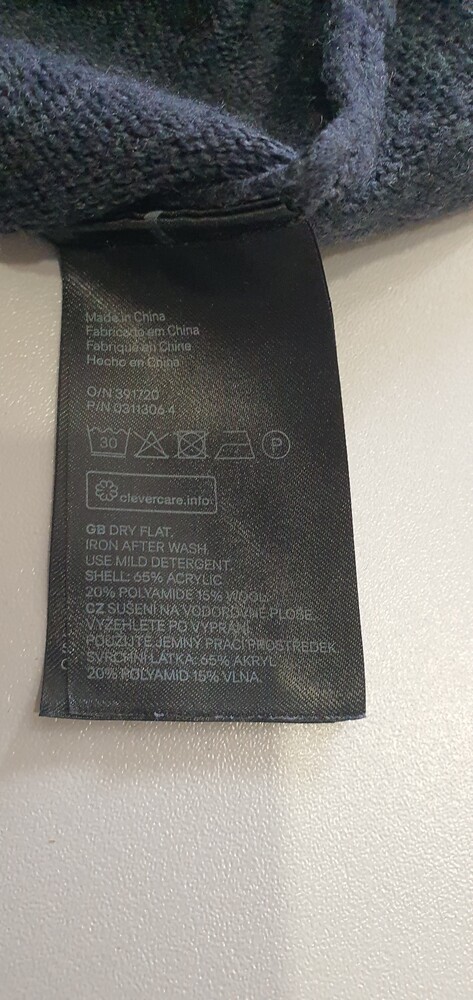 Made in China
Fabricado em China
Fabriqué en China
Hecho en China
O/N 391720
P/N 0311306 4
30 P
clevercare.info
GB DRY FLAT.
IRON AFTER WASH.
USE MILD DETERGENT.
SHELL: 65% ACRYLIC
20% POLYAMIDE 15% WOOL.
CZ SUŠENÍ NA VODOROVNÉ PLOŠE.
VYŽEHLETE PO VYPRÁNÍ.
POUŽIJTE JEMNÝ PRACÍ PROSTŘEDEK.
SVRCHNÍ LÁTKA: 65% AKRYL
20% POLYAMID 15% VLNA.